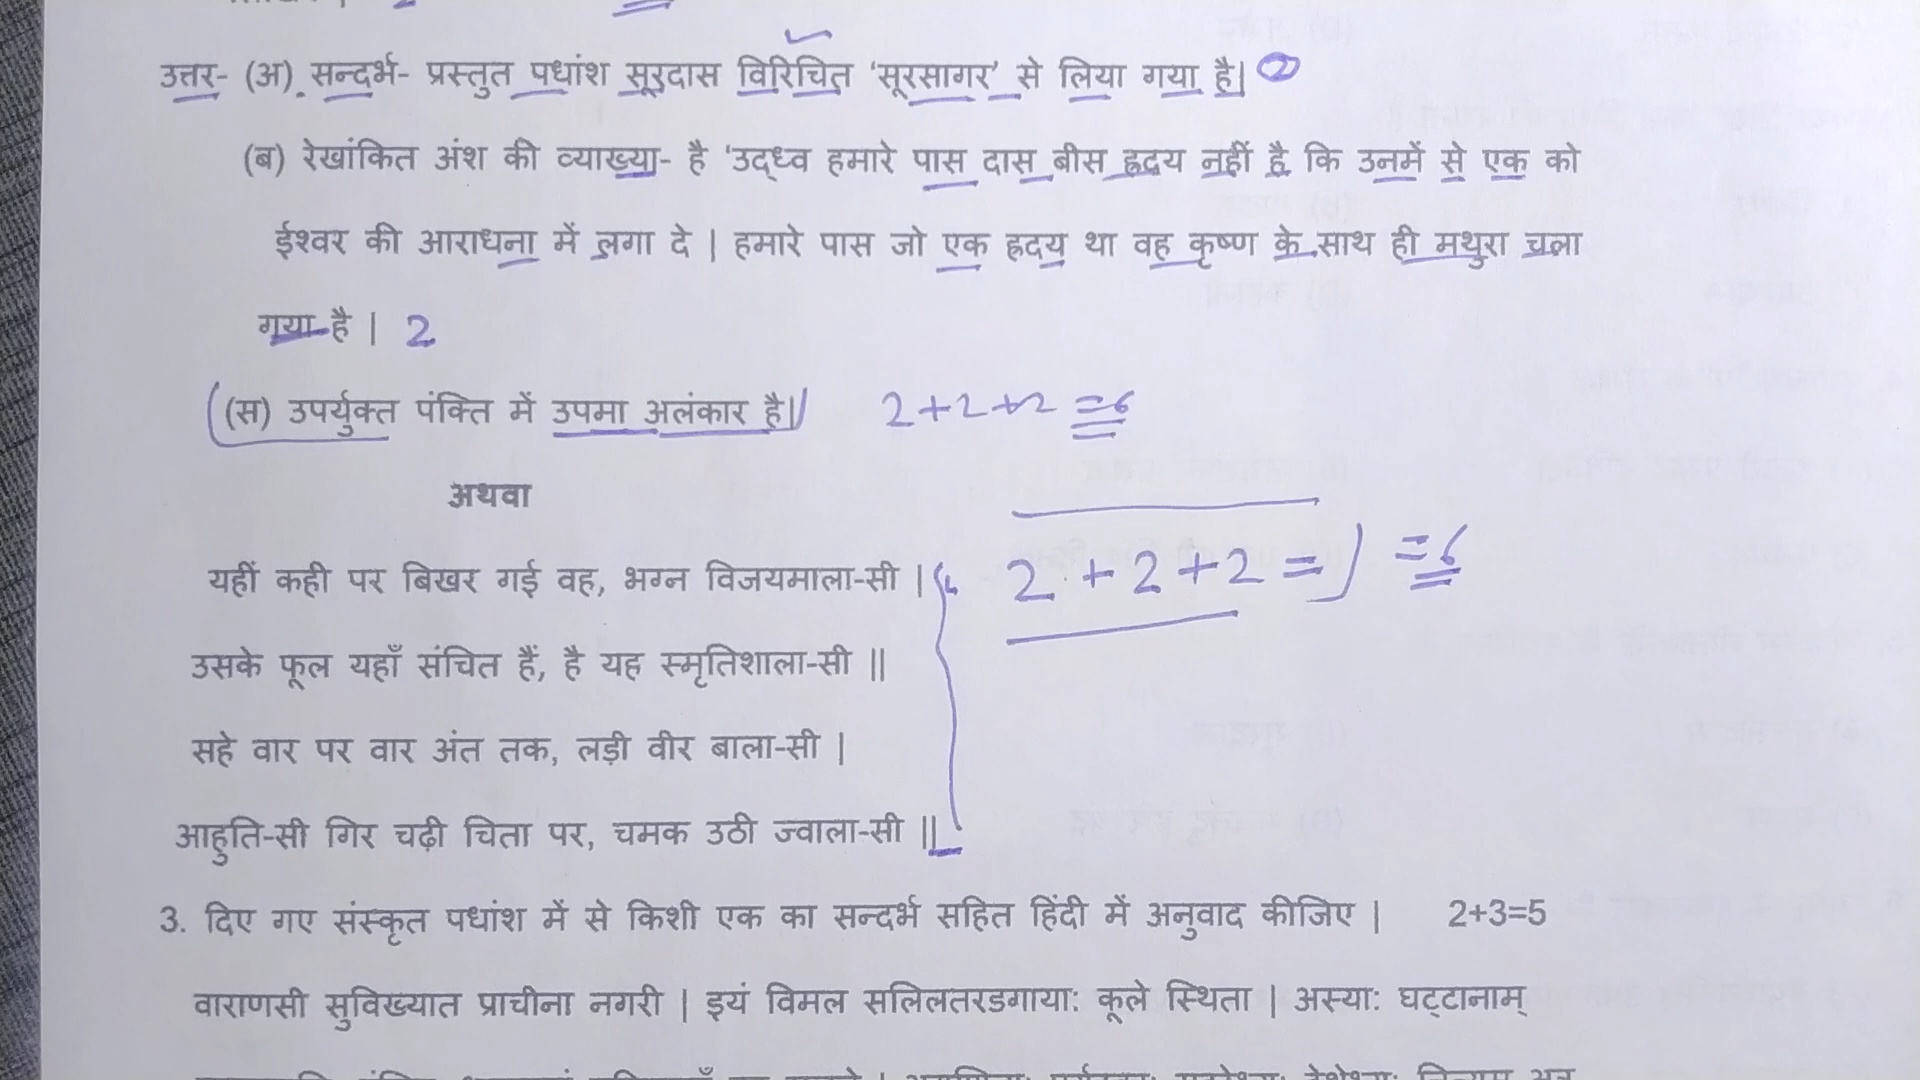 उत्तर- (अ). सन्दर्भ- प्रस्तुत पधांश सूरदास विरिचित 'सूरसागर' से लिया गया है| 2
(ब) रेखांकित अंश की व्याख्या- है 'उद्ध्व हमारे पास दास बीस ह्रदय नहीं है कि उनमें से एक को
ईश्वर की आराधना में लगा दे | हमारे पास जो एक ह्रदय था वह कृष्ण के साथ ही मथुरा चला
गया है | 2
(स) उपर्युक्त पंक्ति में उपमा अलंकार है| 2+2+2 =6
अथवा
यहीं कही पर बिखर गई वह, भग्न विजयमाला-सी | 2+2+2= =6
उसके फूल यहाँ संचित हैं, है यह स्मृतिशाला-सी ||
सहे वार पर वार अंत तक, लड़ी वीर बाला-सी |
आहुति-सी गिर चढ़ी चिता पर, चमक उठी ज्वाला-सी ||
3. दिए गए संस्कृत पधांश में से किशी एक का सन्दर्भ सहित हिंदी में अनुवाद कीजिए | 2+3=5
वाराणसी सुविख्यात प्राचीना नगरी | इयं विमल सलिलतरडगायाः कूले स्थिता | अस्याः घट्टानाम्